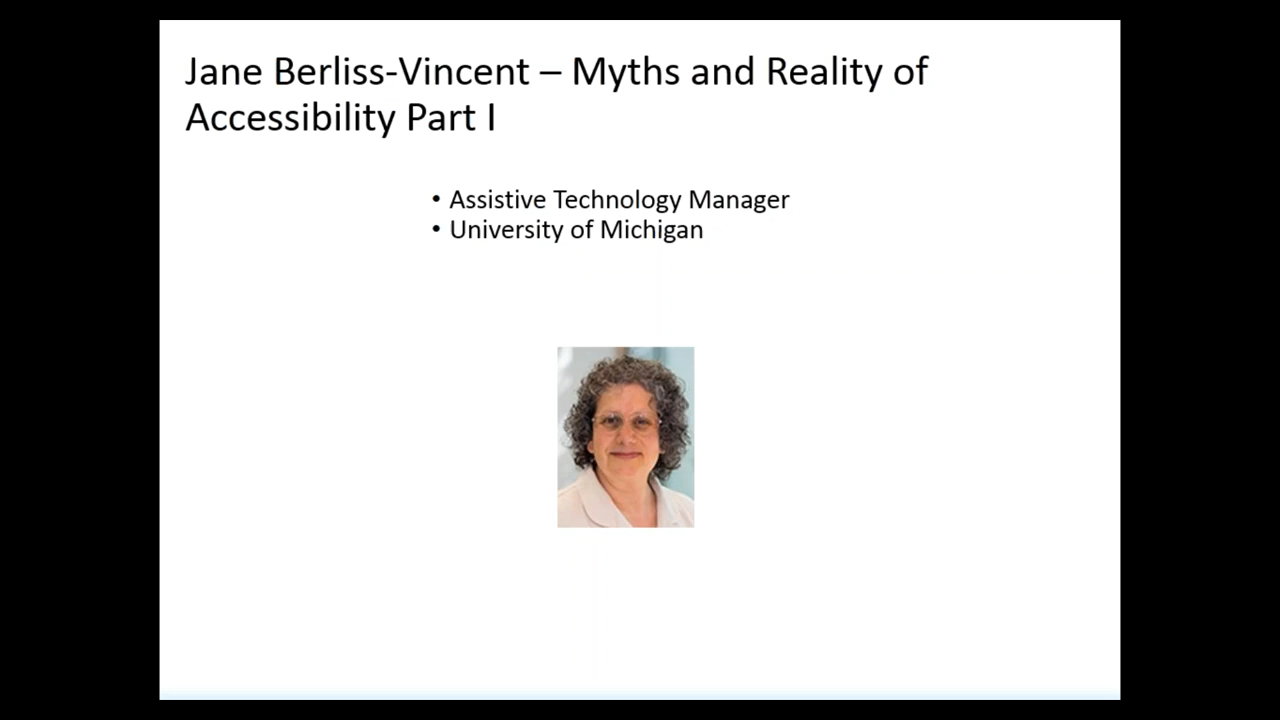 Jane Berliss-Vincent – Myths and Reality of
Accessibility Part I
• Assistive Technology Manager
• University of Michigan